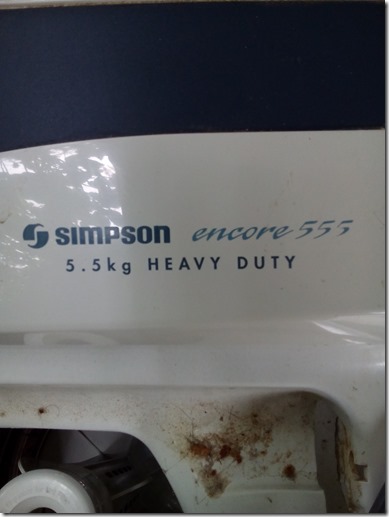 SIMPSON encore 555
5.5kg HEAVY DUTY